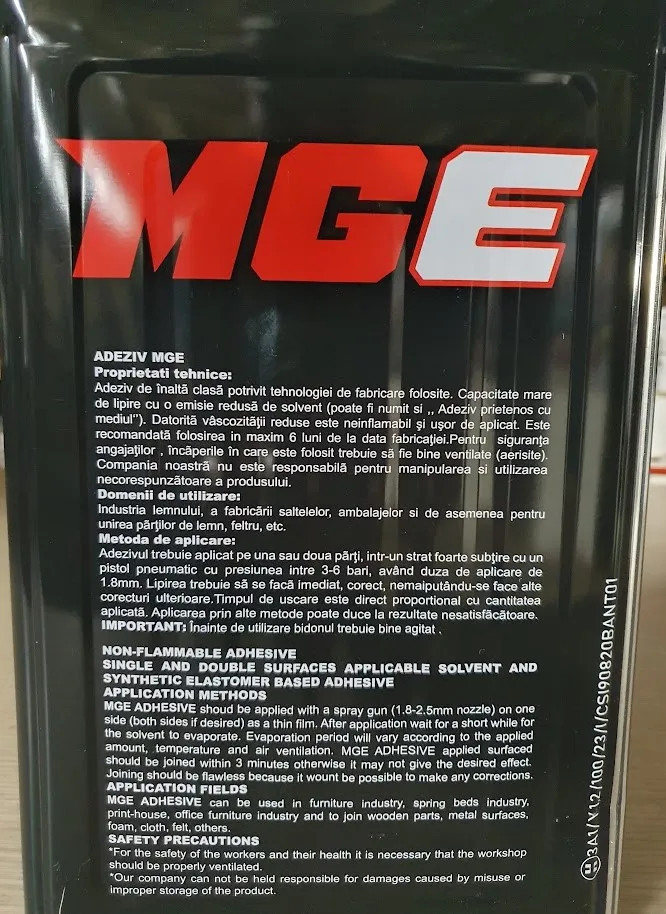 MGE
ADEZIV MGE
Proprietati tehnice:
Adeziv de înaltă clasă potrivit tehnologiei de fabricare folosite. Capacitate mare
de lipire cu o emisie redusă de solvent (poate fi numit si ,, Adeziv prietenos cu
mediul"). Datorită vâscozităţii reduse este neinflamabil şi uşor de aplicat. Este
recomandată folosirea in maxim 6 luni de la data fabricaţiei.Pentru siguranţa
angajaţilor , încăperile în care este folosit trebuie să fie bine ventilate (aerisite).
Compania noastră nu este responsabilă pentru manipularea si utilizarea
necorespunzătoare a produsului.
Domenii de utilizare:
Industria lemnului, a fabricării saltelelor, ambalajelor si de asemenea pentru
unirea părţilor de lemn, feltru, etc.
Metoda de aplicare:
Adezivul trebuie aplicat pe una sau doua părţi, intr-un strat foarte subţire cu un
pistol pneumatic cu presiunea intre 3-6 bari, având duza de aplicare de
1.8mm. Lipirea trebuie să se facă imediat, corect, nemaiputându-se face alte
corecturi ulterioare.Timpul de uscare este direct proportional cu cantitatea
aplicată. Aplicarea prin alte metode poate duce la rezultate nesatisfăcătoare.
IMPORTANT: Înainte de utilizare bidonul trebuie bine agitat .
NON-FLAMMABLE ADHESIVE
SINGLE AND DOUBLE SURFACES APPLICABLE SOLVENT AND
SYNTHETIC ELASTOMER BASED ADHESIVE
APPLICATION METHODS
MGE ADHESIVE shoud be applied with a spray gun (1.8-2.5mm nozzle) on one
side (both sides if desired) as a thin film. After application wait for a short while for
the solvent to evaporate. Evaporation period will vary according to the applied
amount, temperature and air ventilation. MGE ADHESIVE applied surfaced
should be joined within 3 minutes otherwise it may not give the desired effect.
Joining should be flawless because it wount be possible to make any corrections.
APPLICATION FIELDS
MGE ADHESIVE can be used in furniture industry, spring beds industry,
print-house, office furniture industry and to join wooden parts, metal surfaces,
foam, cloth, felt, others.
SAFETY PRECAUTIONS
*For the safety of the workers and their health it is necessary that the workshop
should be properly ventilated.
*Our company can not be held responsible for damages caused by misuse or
improper storage of the product.
3A1/Y1.2/100/23/I/CSI90820BANT01